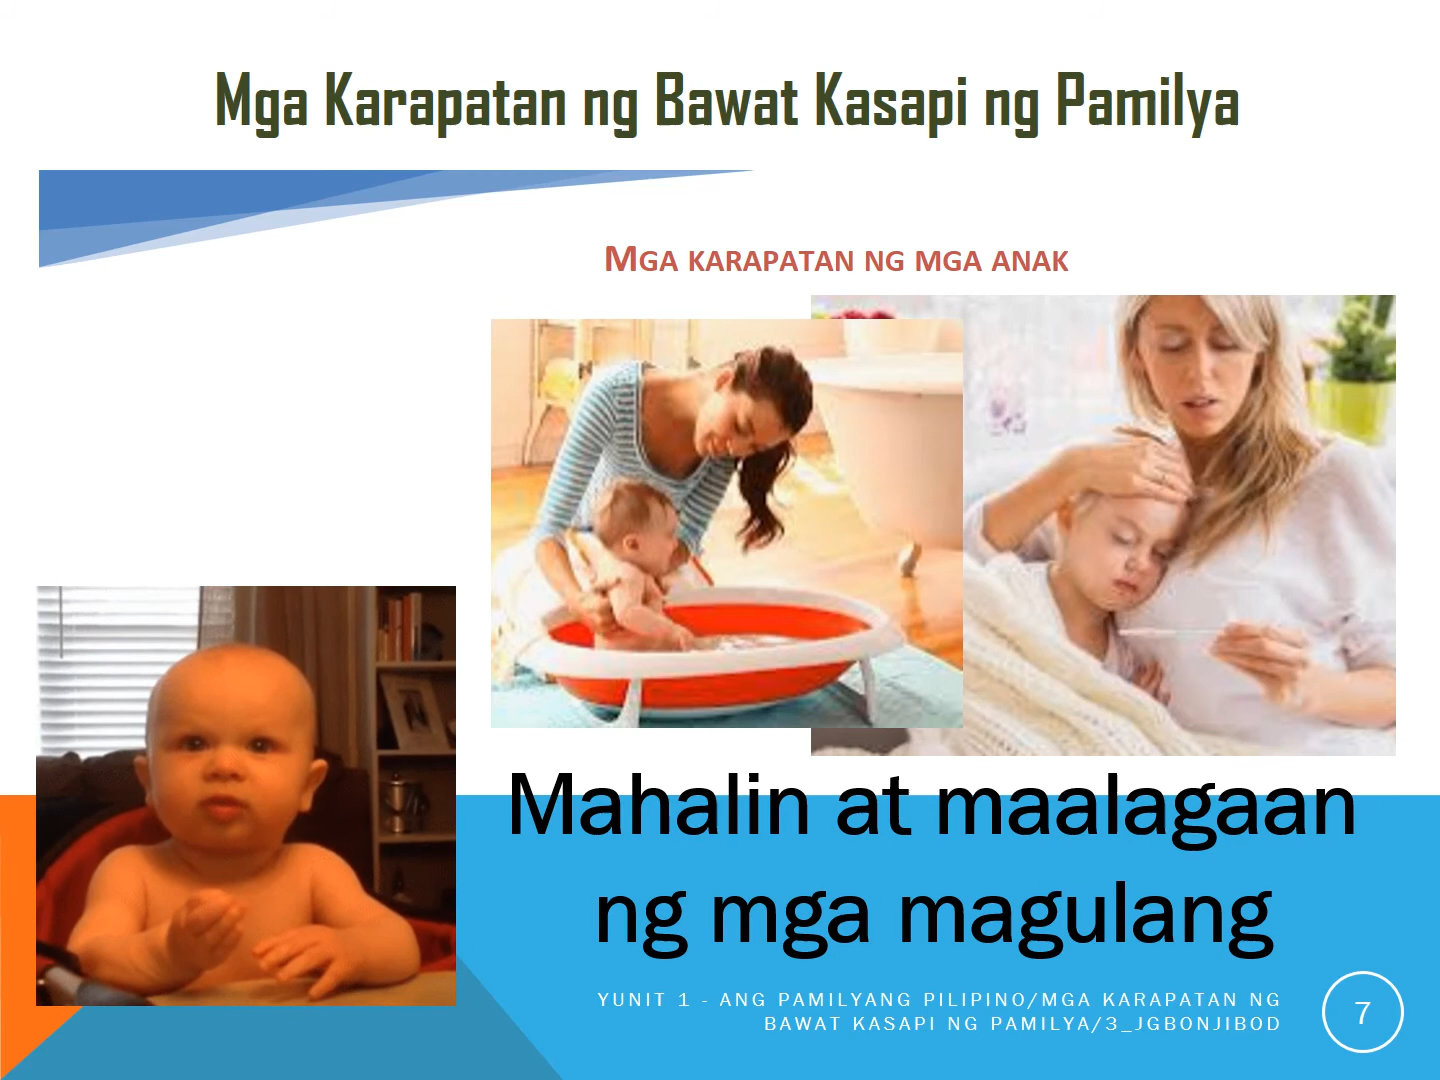 Mga Karapatan ng Bawat Kasapi ng Pamilya
MGA KARAPATAN NG MGA ANAK
Mahalin at maalagaan
ng mga magulang
YUNIT 1 - ANG PAMILYANG PILIPINO/MGA KARAPATAN NG
BAWAT KASAPI NG PAMILYA/3_JGBONJIBOD
7